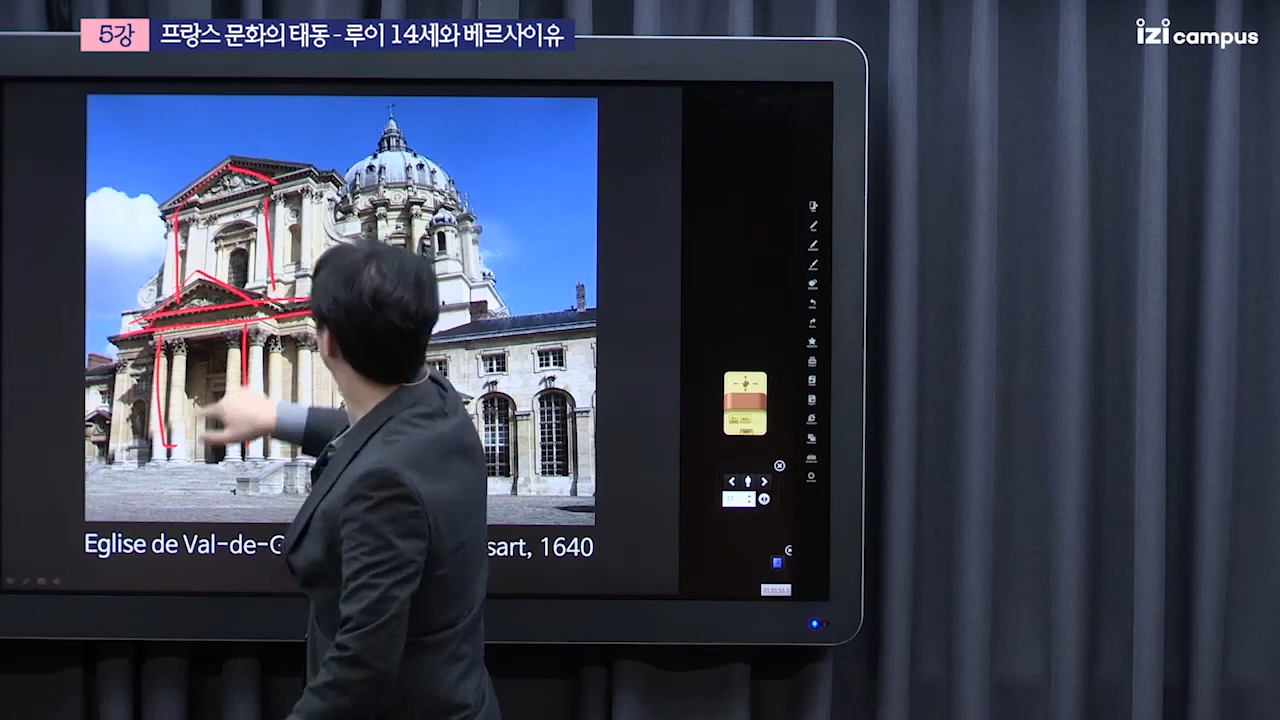 5강 프랑스 문화의 태동 - 루이 14세와 베르사이유
izi campus
Eglise de Val-de-G sart, 1640